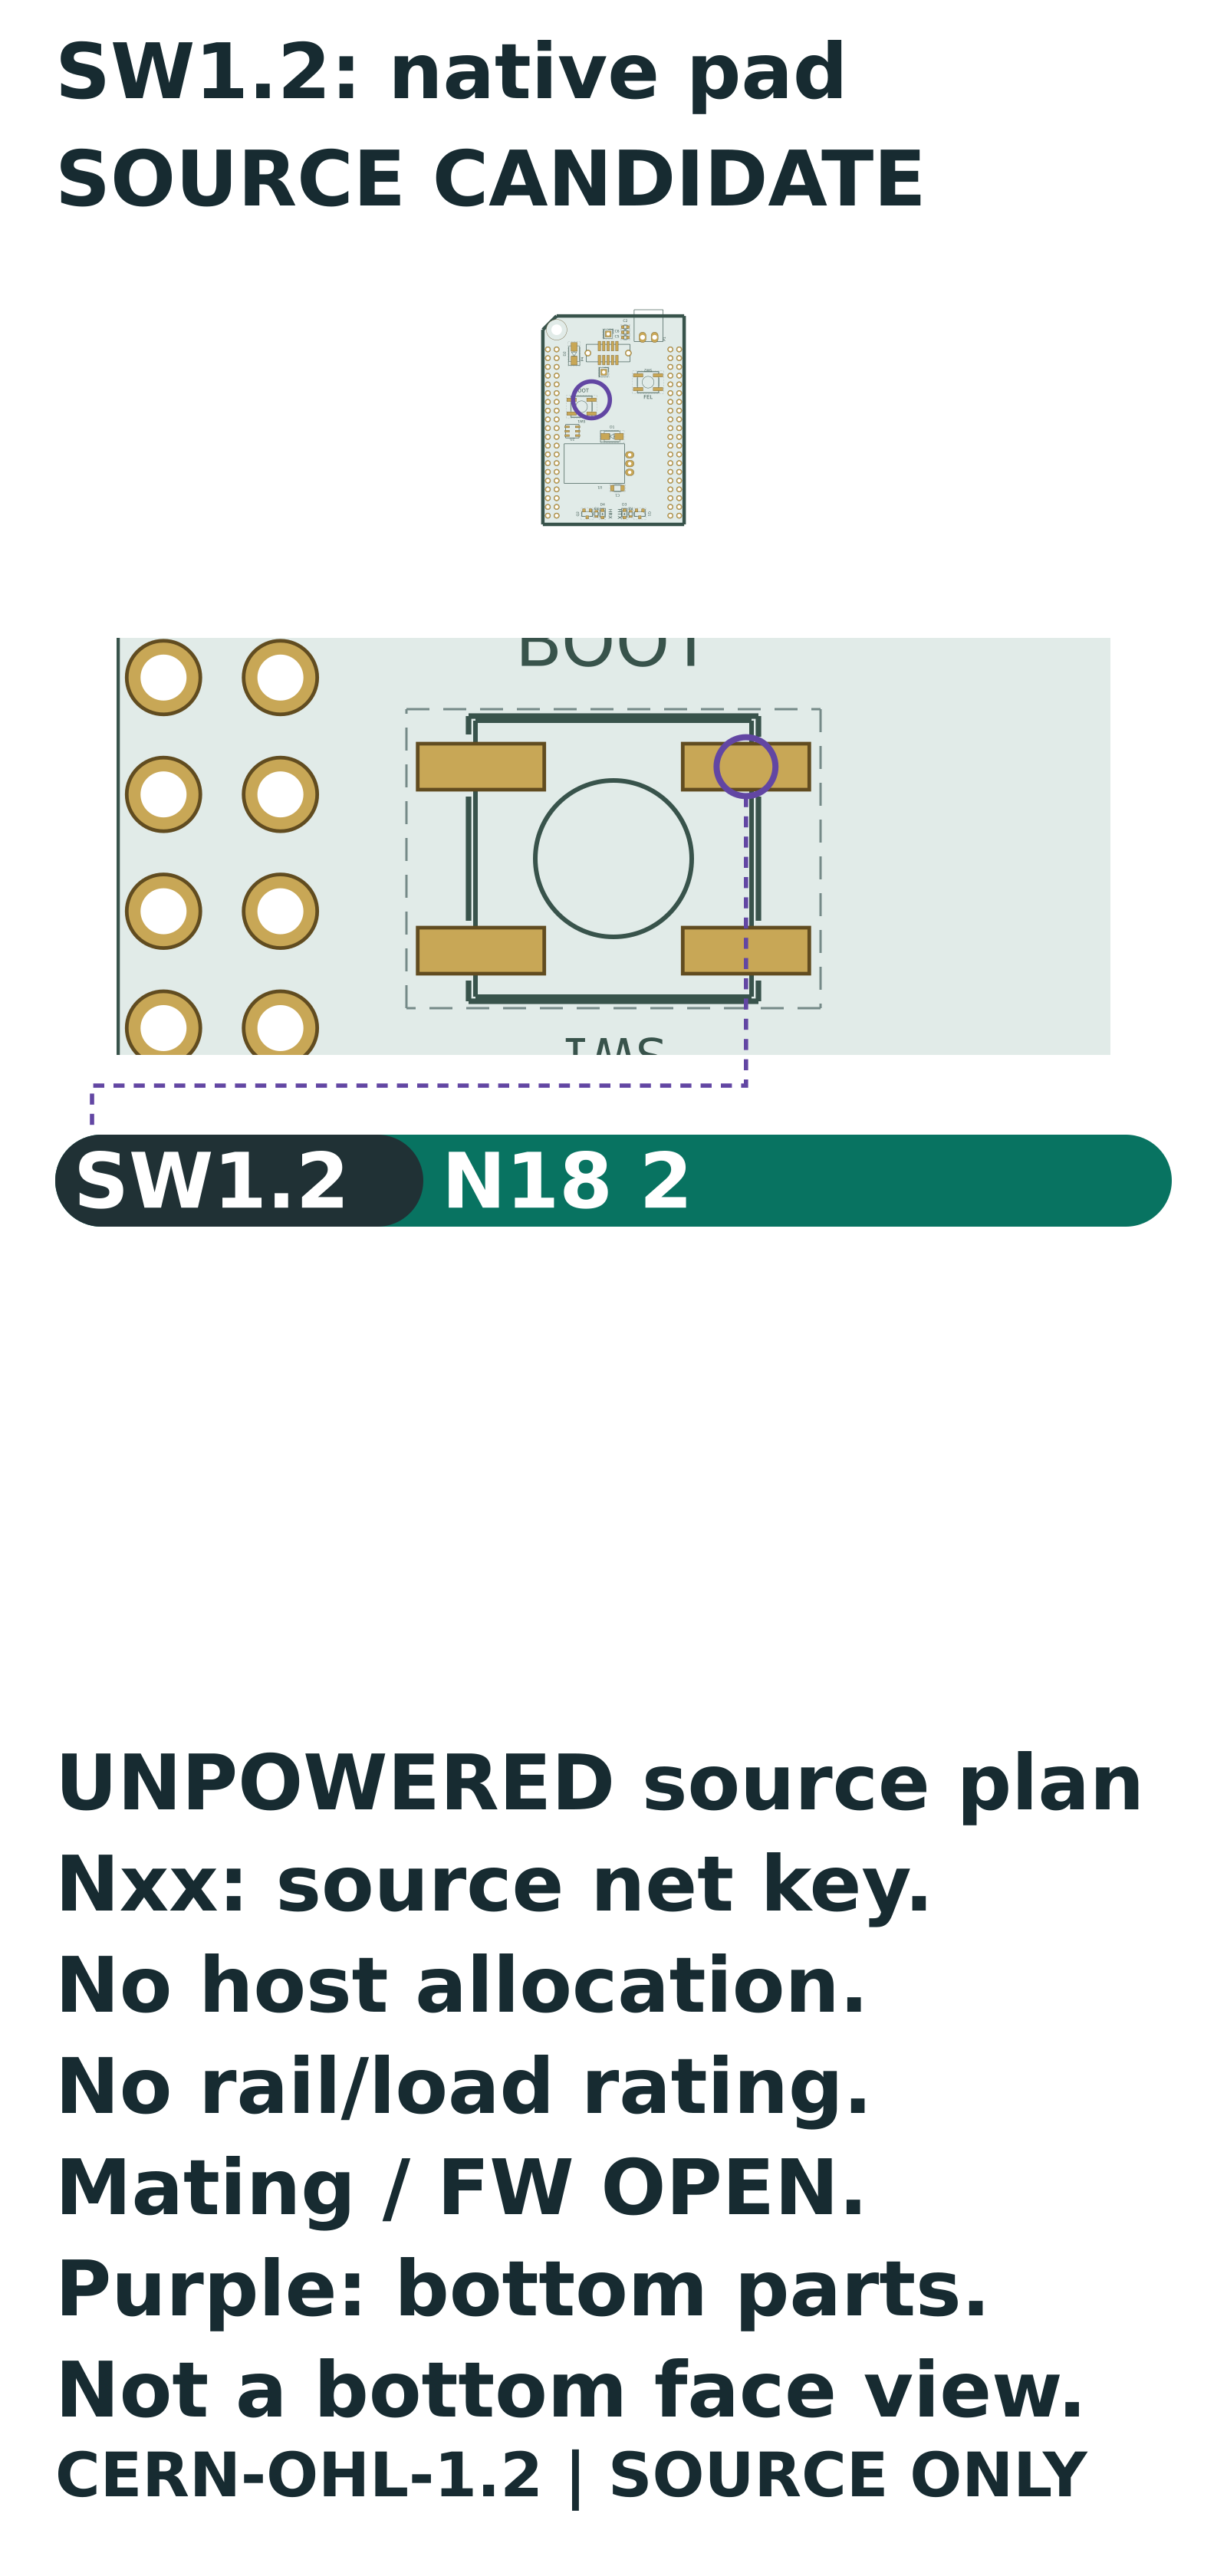 SW1.2: native pad
SOURCE CANDIDATE
BOOT
FEL
BOOT
SW1.2 N18 2
UNPOWERED source plan
Nxx: source net key.
No host allocation.
No rail/load rating.
Mating / FW OPEN.
Purple: bottom parts.
Not a bottom face view.
CERN-OHL-1.2 | SOURCE ONLY